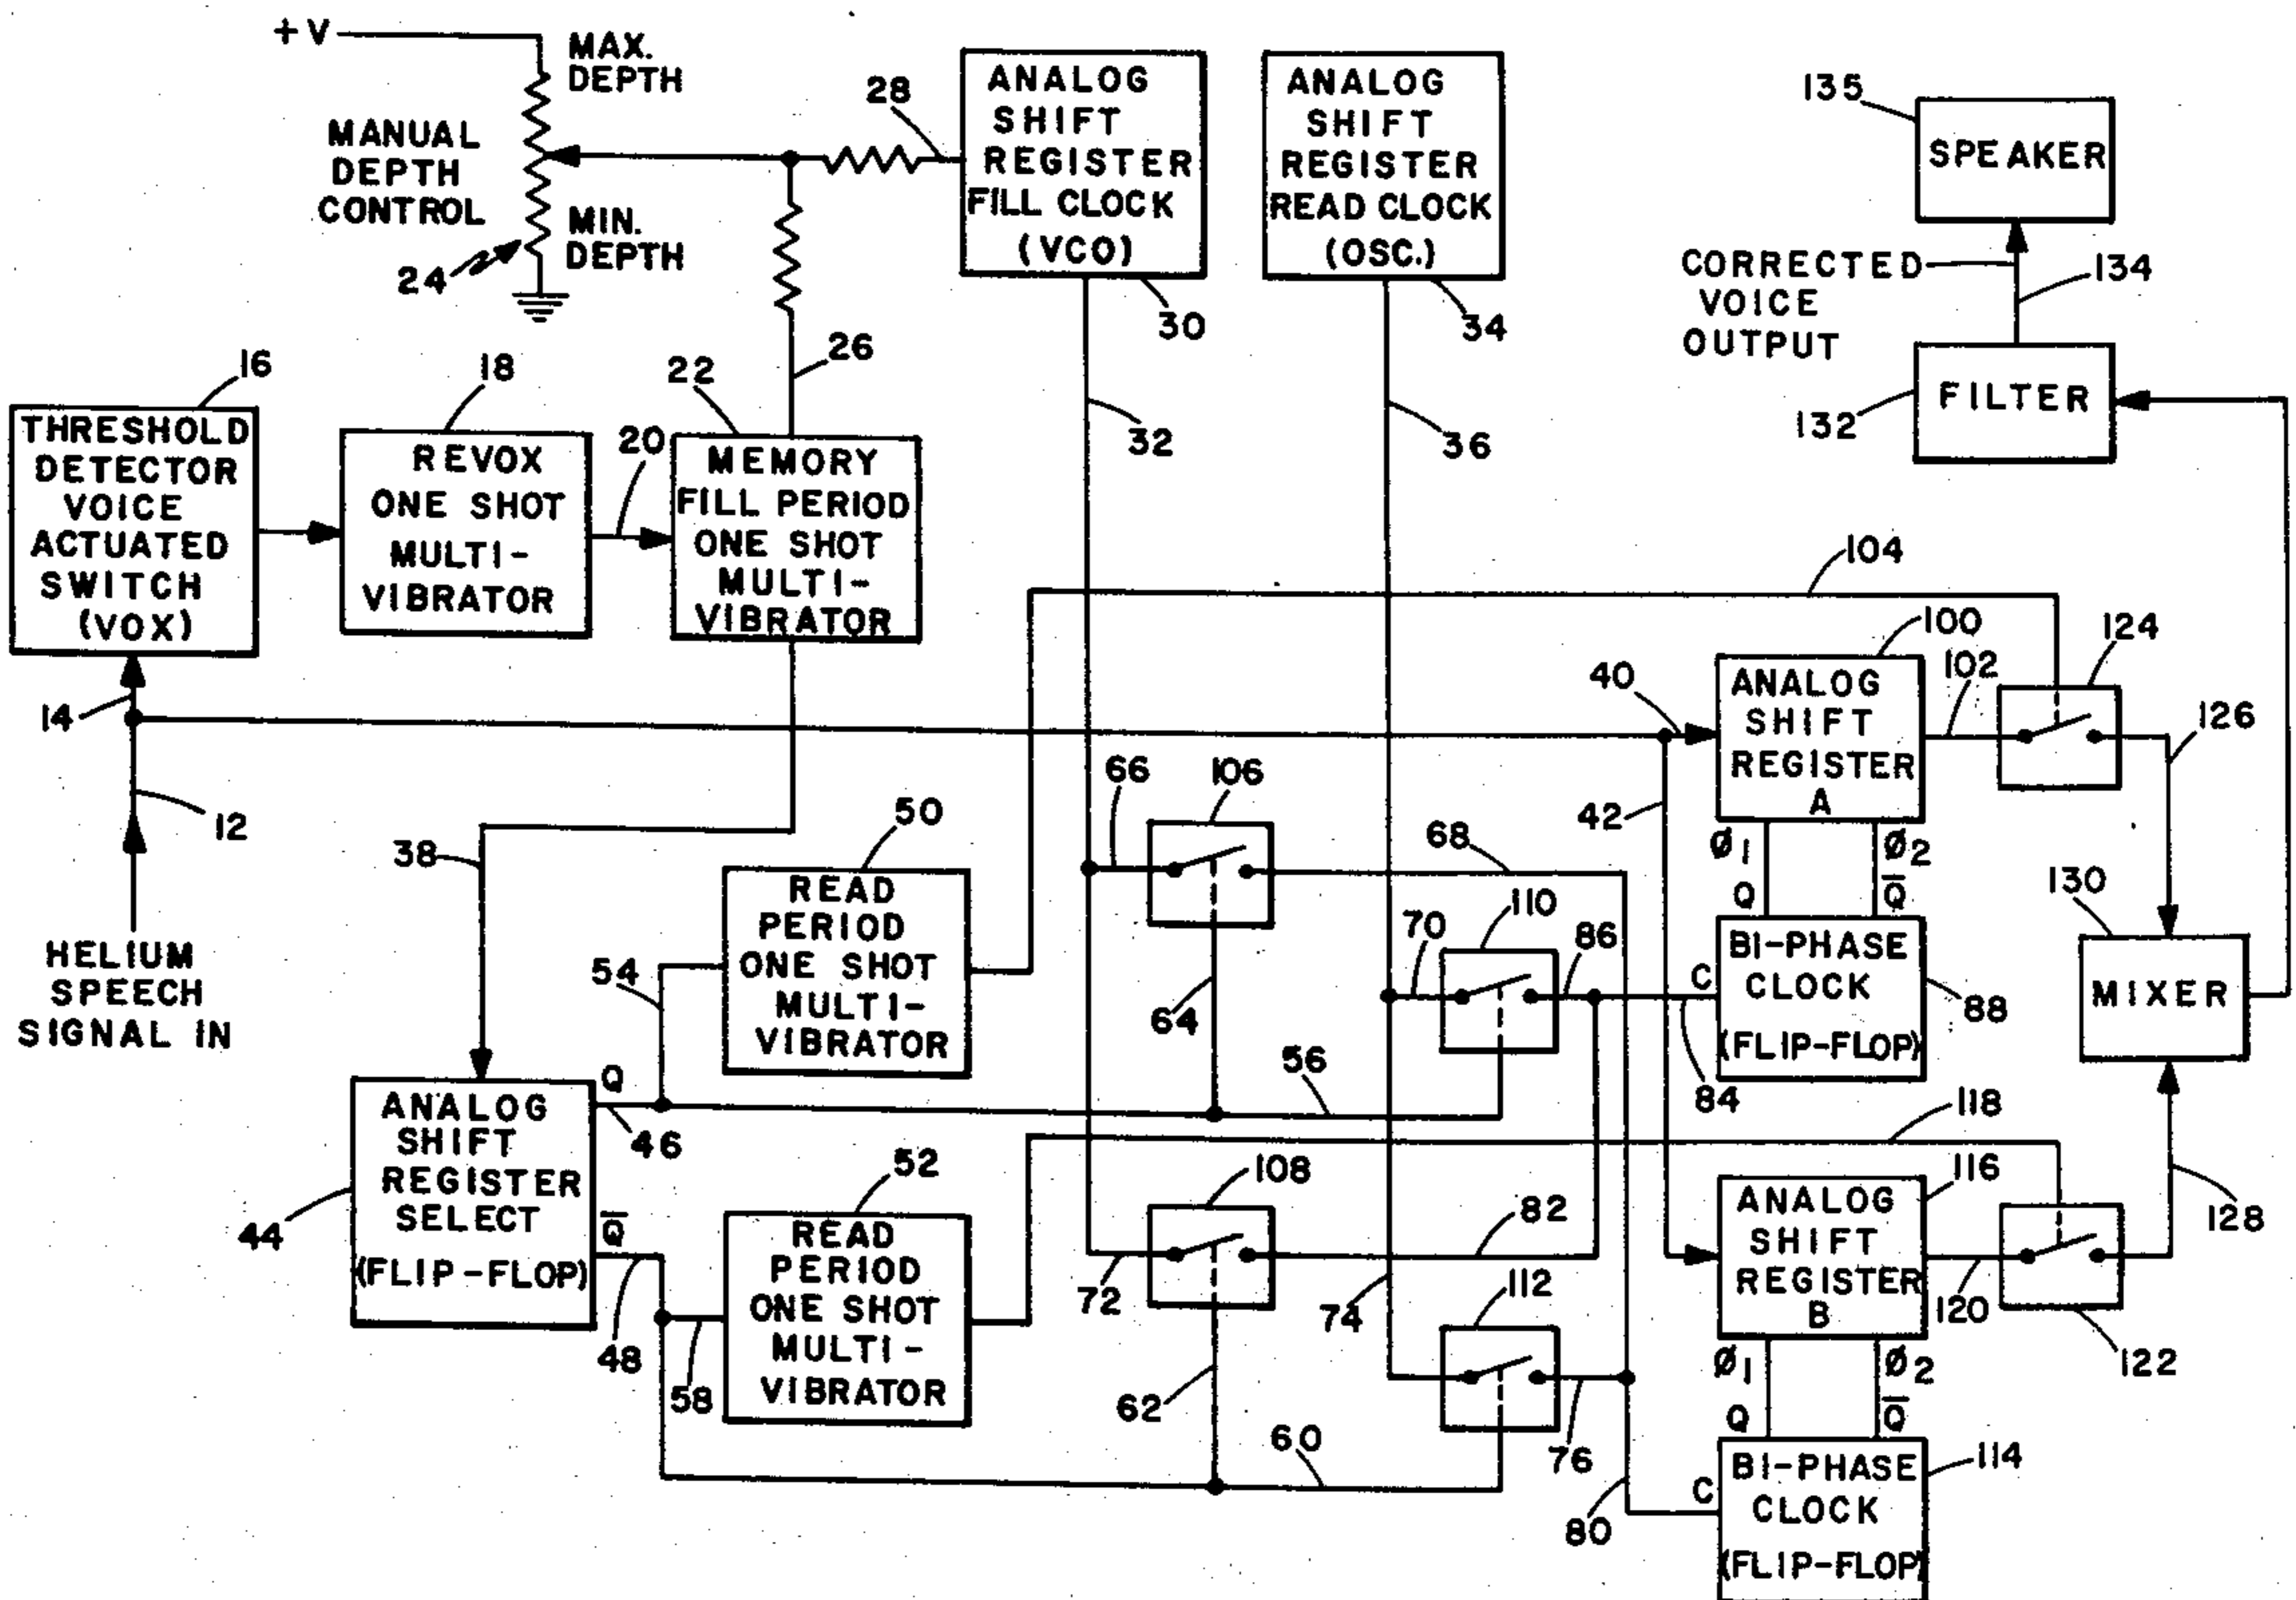 +V
MAX.
DEPTH
MANUAL
DEPTH
CONTROL
MIN.
DEPTH
24
28
ANALOG
SHIFT
REGISTER
FILL CLOCK
(VCO)
30
ANALOG
SHIFT
REGISTER
READ CLOCK
(OSC.)
34
135
SPEAKER
CORRECTED
VOICE
OUTPUT
134
132
FILTER
16
THRESHOLD
DETECTOR
VOICE
ACTUATED
SWITCH
(VOX)
18
REVOX
ONE SHOT
MULTI-
VIBRATOR
20
22
26
MEMORY
FILL PERIOD
ONE SHOT
MULTI-
VIBRATOR
32
36
104
14
12
HELIUM
SPEECH
SIGNAL IN
38
40
42
100
ANALOG
SHIFT
REGISTER
A
102
124
126
Ø1
Ø2
Q
Q̅
BI-PHASE
CLOCK
(FLIP-FLOP)
C
88
84
130
MIXER
50
READ
PERIOD
ONE SHOT
MULTI-
VIBRATOR
54
66
106
68
64
70
110
86
56
44
ANALOG
SHIFT
REGISTER
SELECT
(FLIP-FLOP)
Q
46
Q̅
48
58
52
READ
PERIOD
ONE SHOT
MULTI-
VIBRATOR
108
72
82
62
74
112
76
60
80
118
116
ANALOG
SHIFT
REGISTER
B
120
122
128
Ø1
Ø2
Q
Q̅
C
BI-PHASE
CLOCK
(FLIP-FLOP)
114